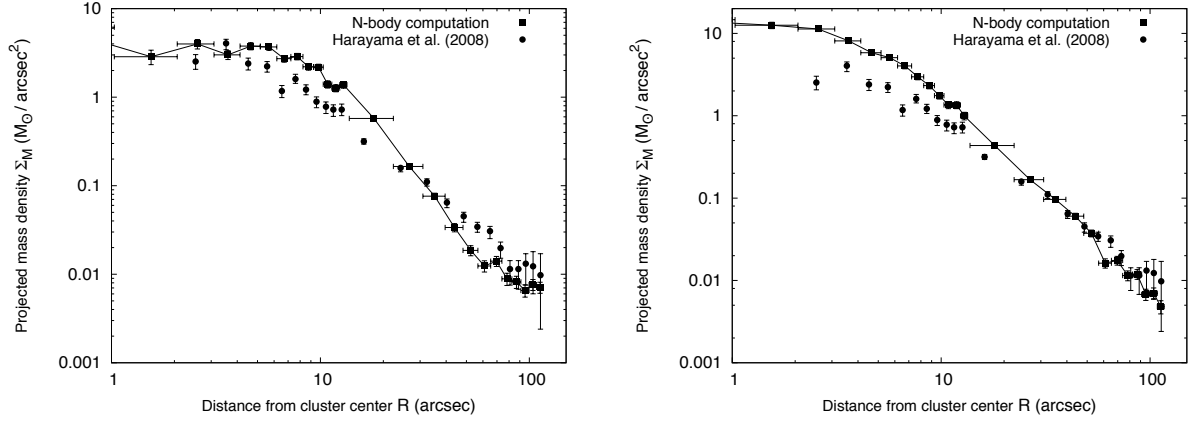 N-body computation
Harayama et al. (2008)
10
1
0.1
0.01
0.001
1
10
100
Projected mass density Σ_M (M_⊙ / arcsec²)
Distance from cluster center R (arcsec)
N-body computation
Harayama et al. (2008)
10
1
0.1
0.01
0.001
1
10
100
Projected mass density Σ_M (M_⊙ / arcsec²)
Distance from cluster center R (arcsec)